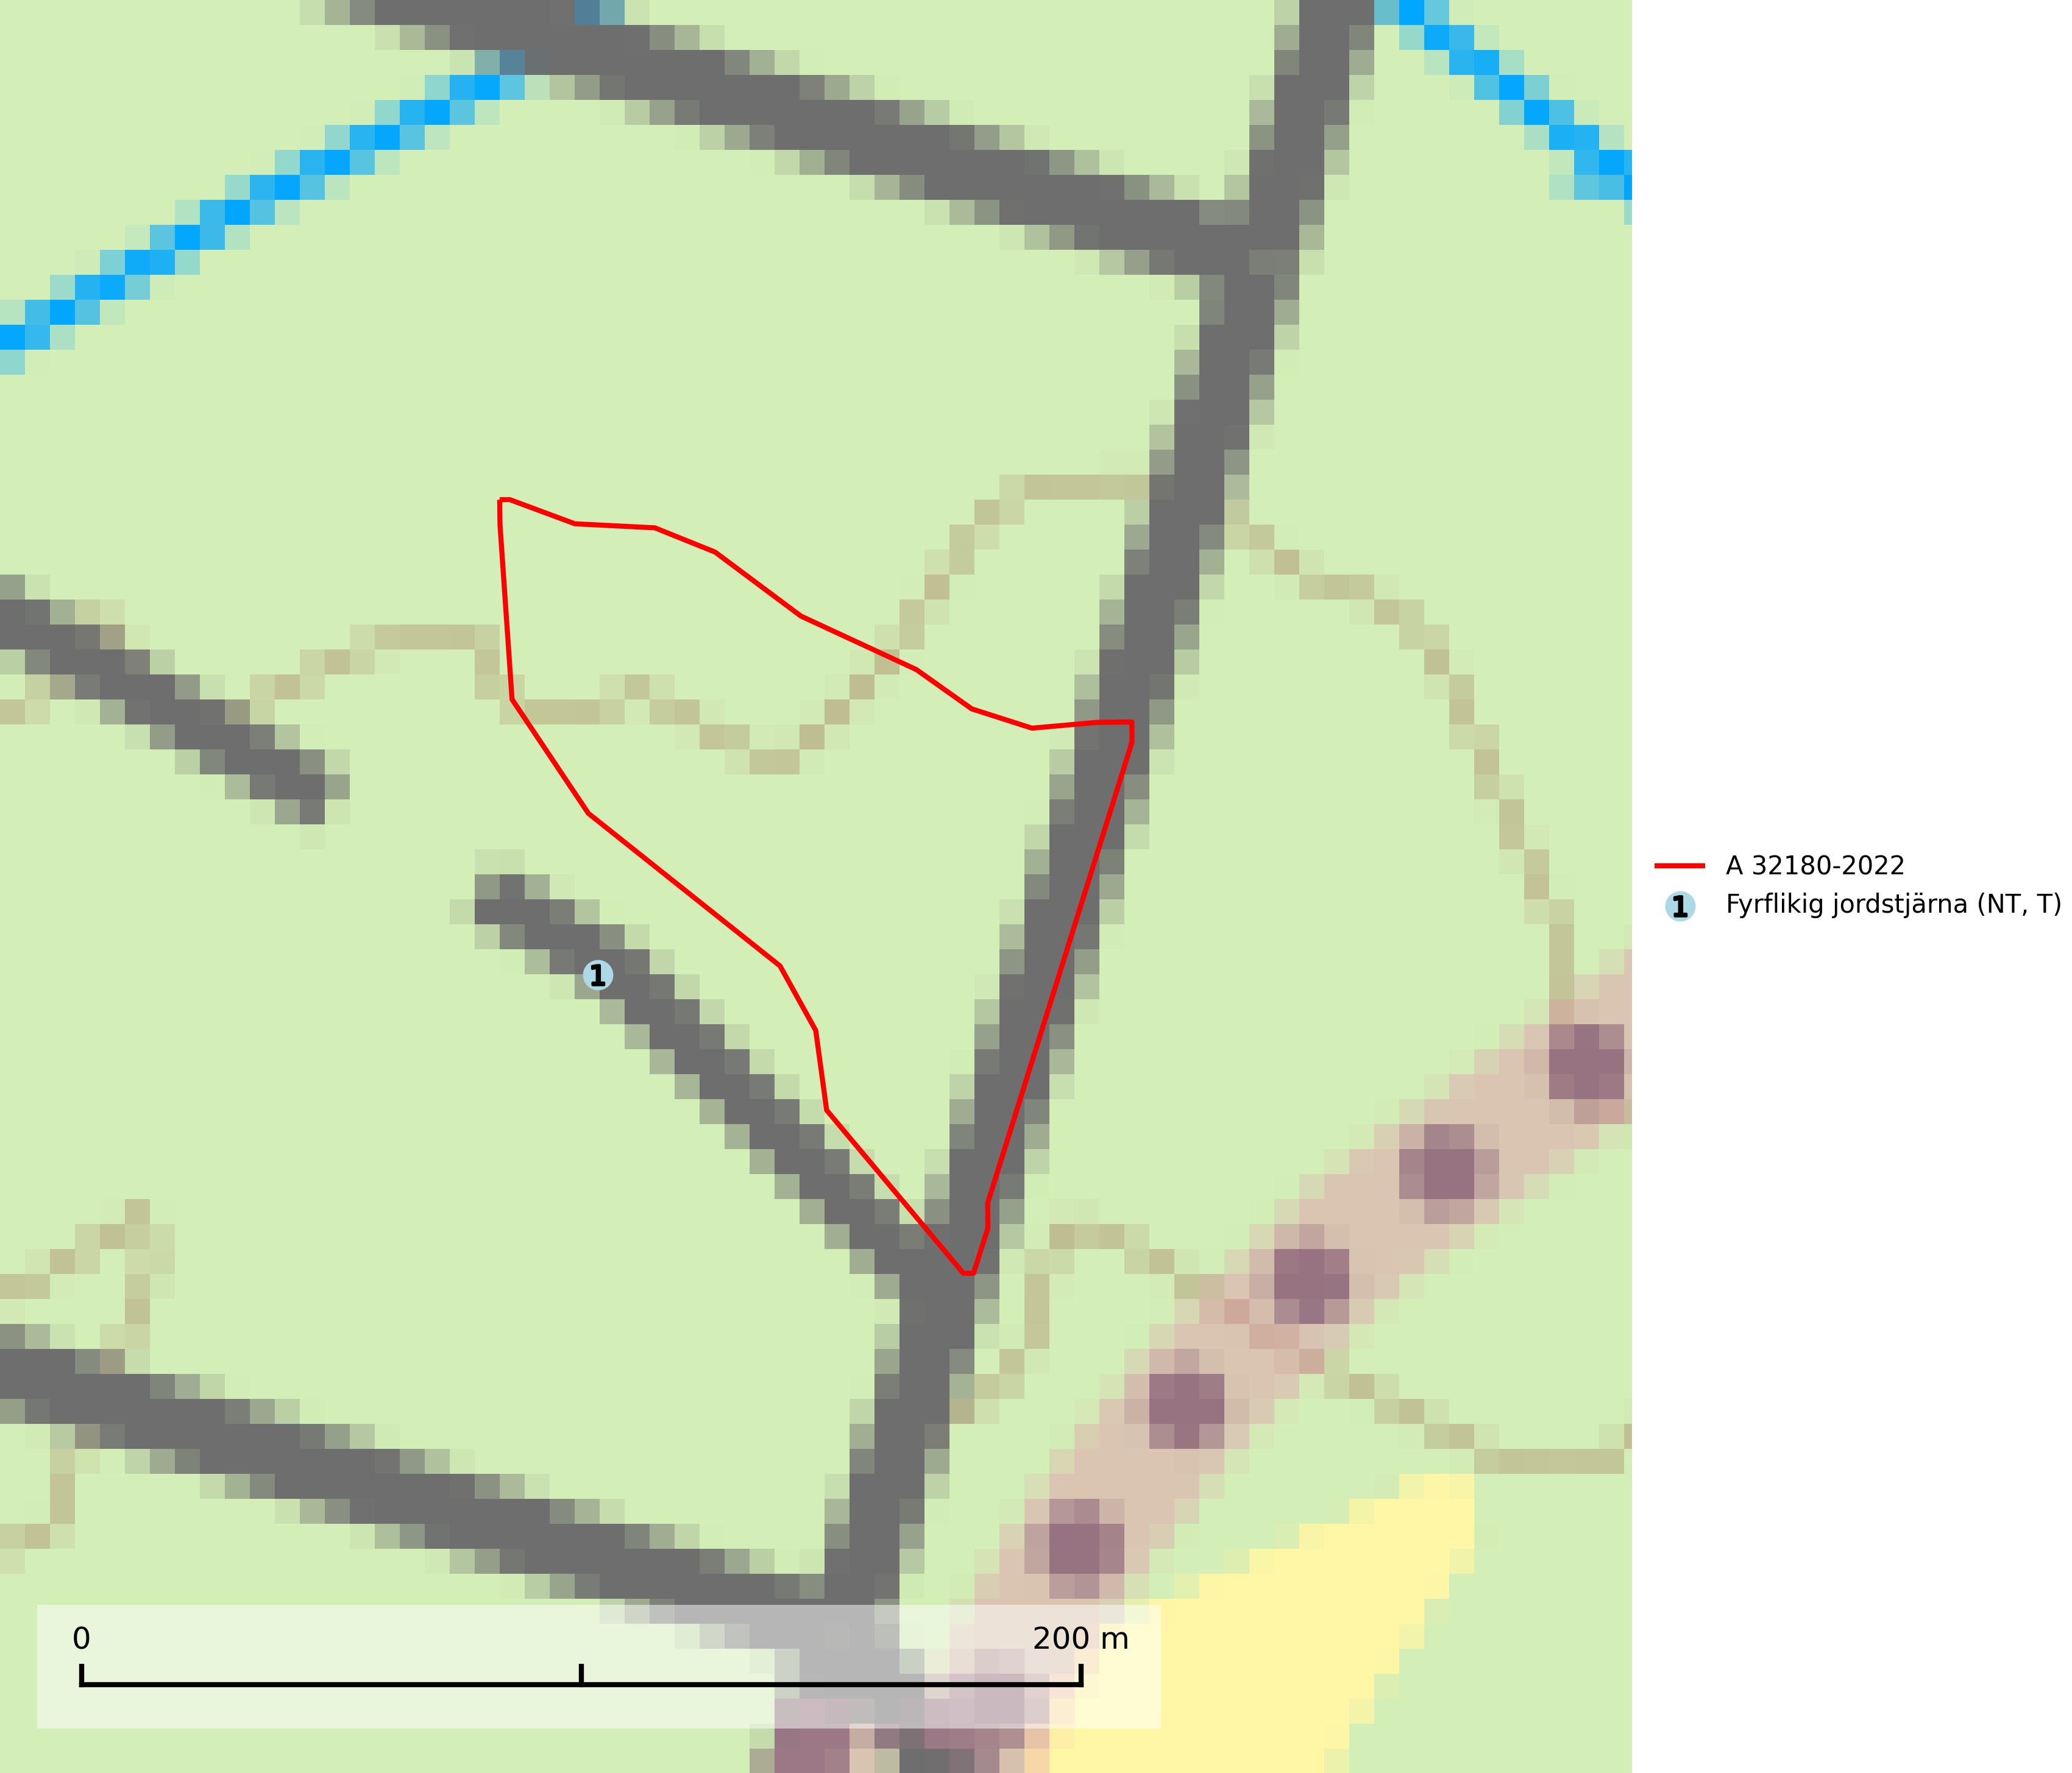 A 32180-2022
1 Fyrflikig jordstjärna (NT, T)
1
0 200 m